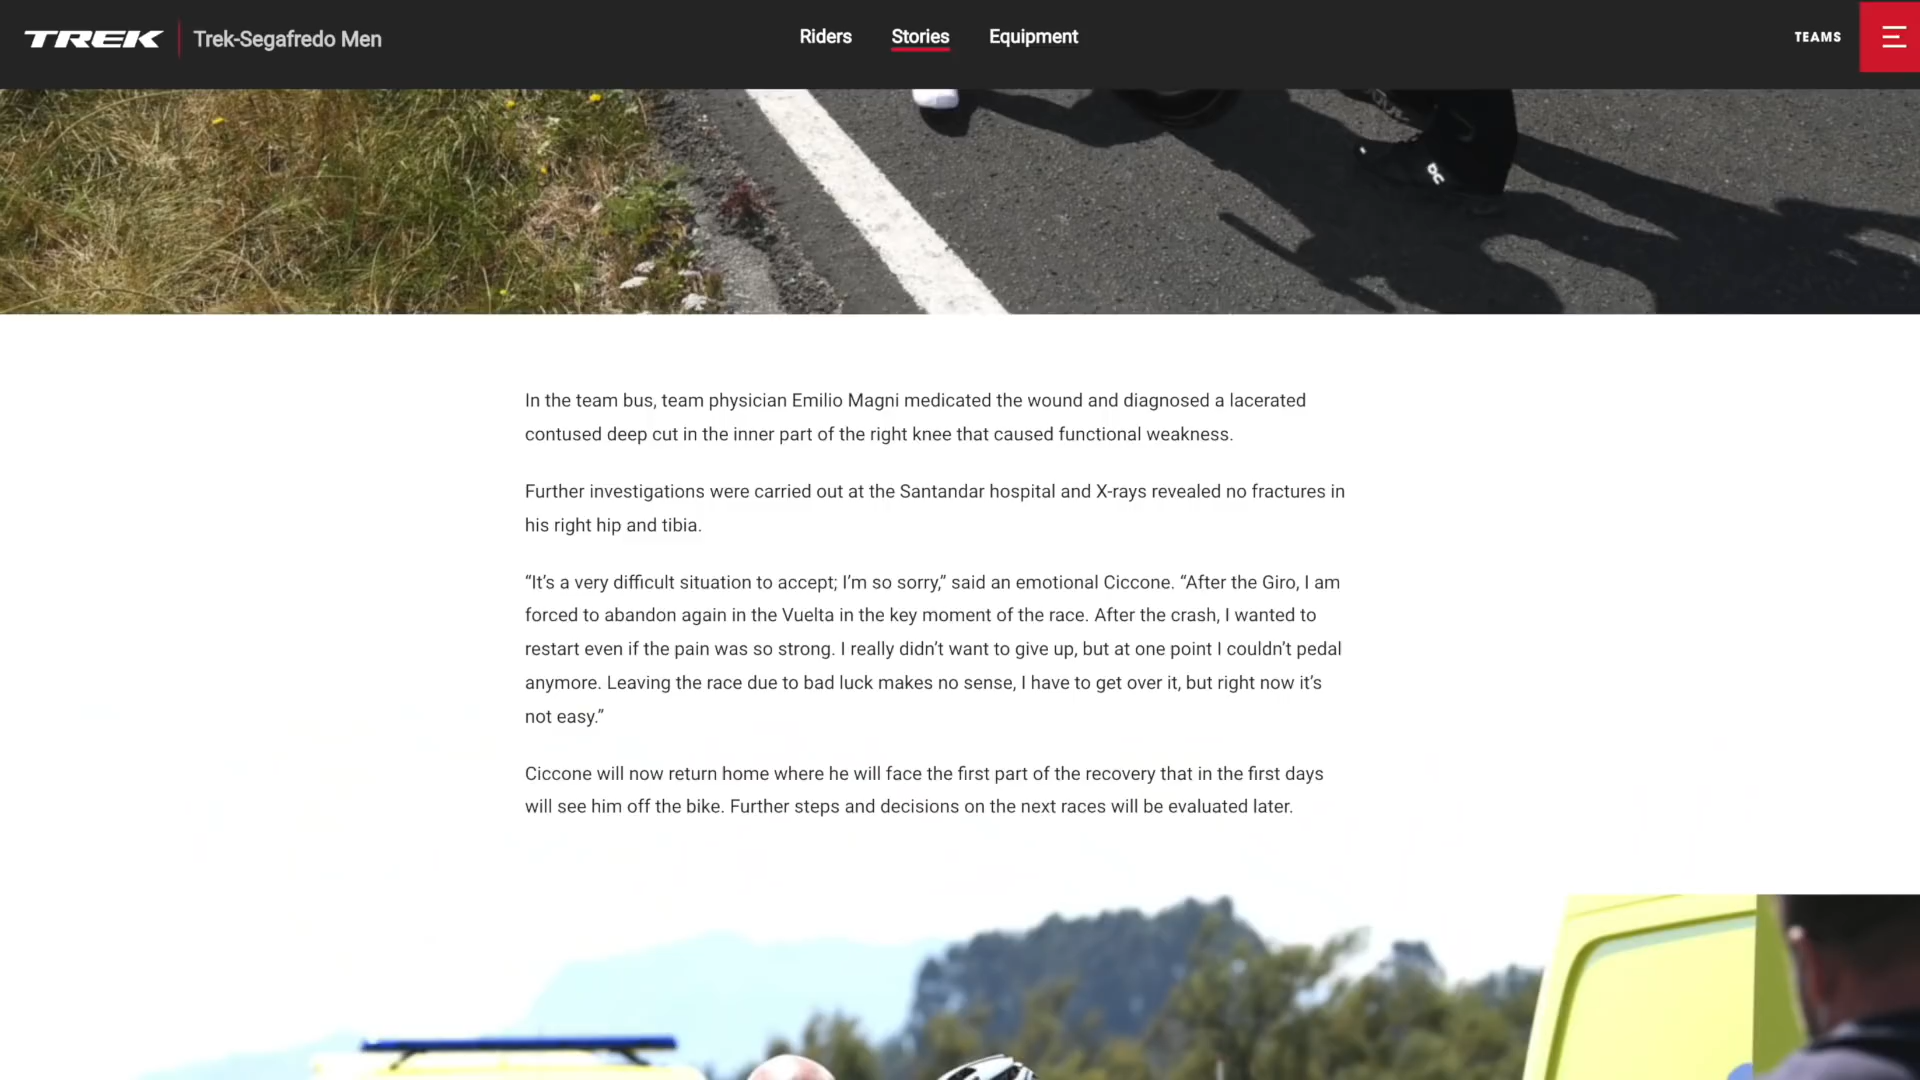 TREK
Trek-Segafredo Men
Riders
Stories
Equipment
TEAMS
In the team bus, team physician Emilio Magni medicated the wound and diagnosed a lacerated
contused deep cut in the inner part of the right knee that caused functional weakness.
Further investigations were carried out at the Santandar hospital and X-rays revealed no fractures in
his right hip and tibia.
“It’s a very difficult situation to accept; I’m so sorry,” said an emotional Ciccone. “After the Giro, I am
forced to abandon again in the Vuelta in the key moment of the race. After the crash, I wanted to
restart even if the pain was so strong. I really didn’t want to give up, but at one point I couldn’t pedal
anymore. Leaving the race due to bad luck makes no sense, I have to get over it, but right now it’s
not easy.”
Ciccone will now return home where he will face the first part of the recovery that in the first days
will see him off the bike. Further steps and decisions on the next races will be evaluated later.